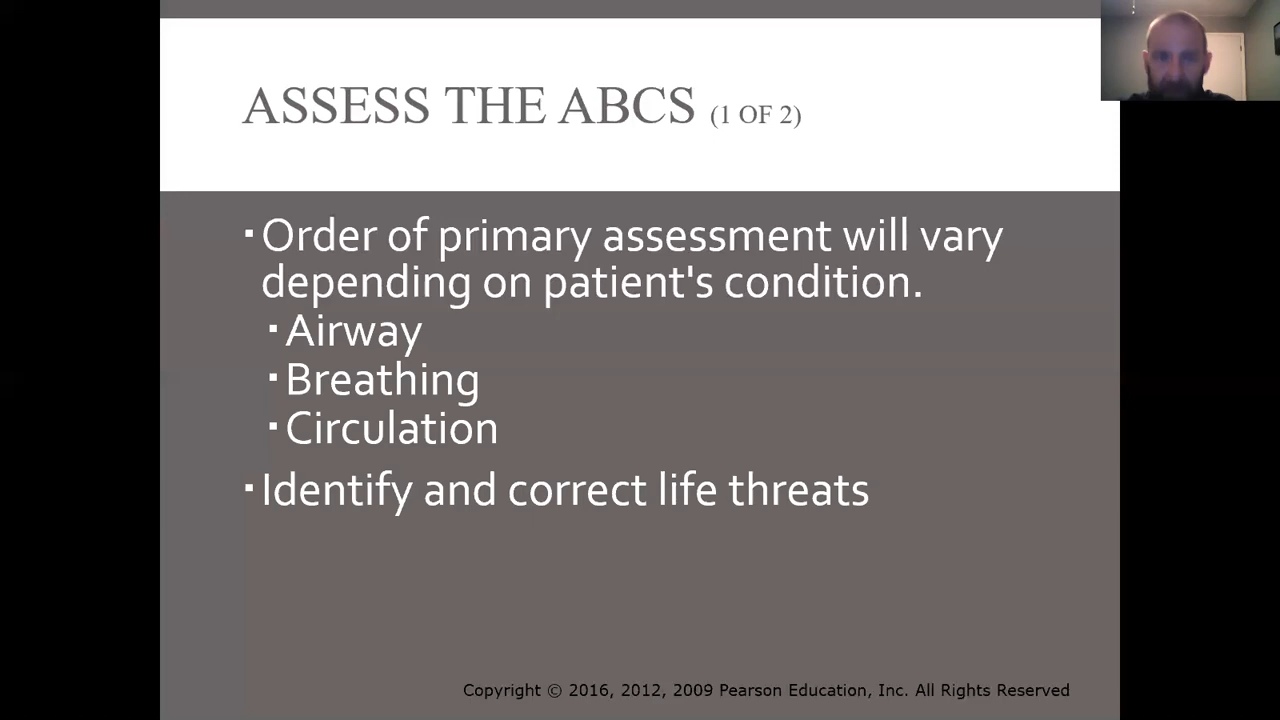 ASSESS THE ABCS (1 OF 2)
▪Order of primary assessment will vary
depending on patient's condition.
▪Airway
▪Breathing
▪Circulation
▪Identify and correct life threats
Copyright © 2016, 2012, 2009 Pearson Education, Inc. All Rights Reserved